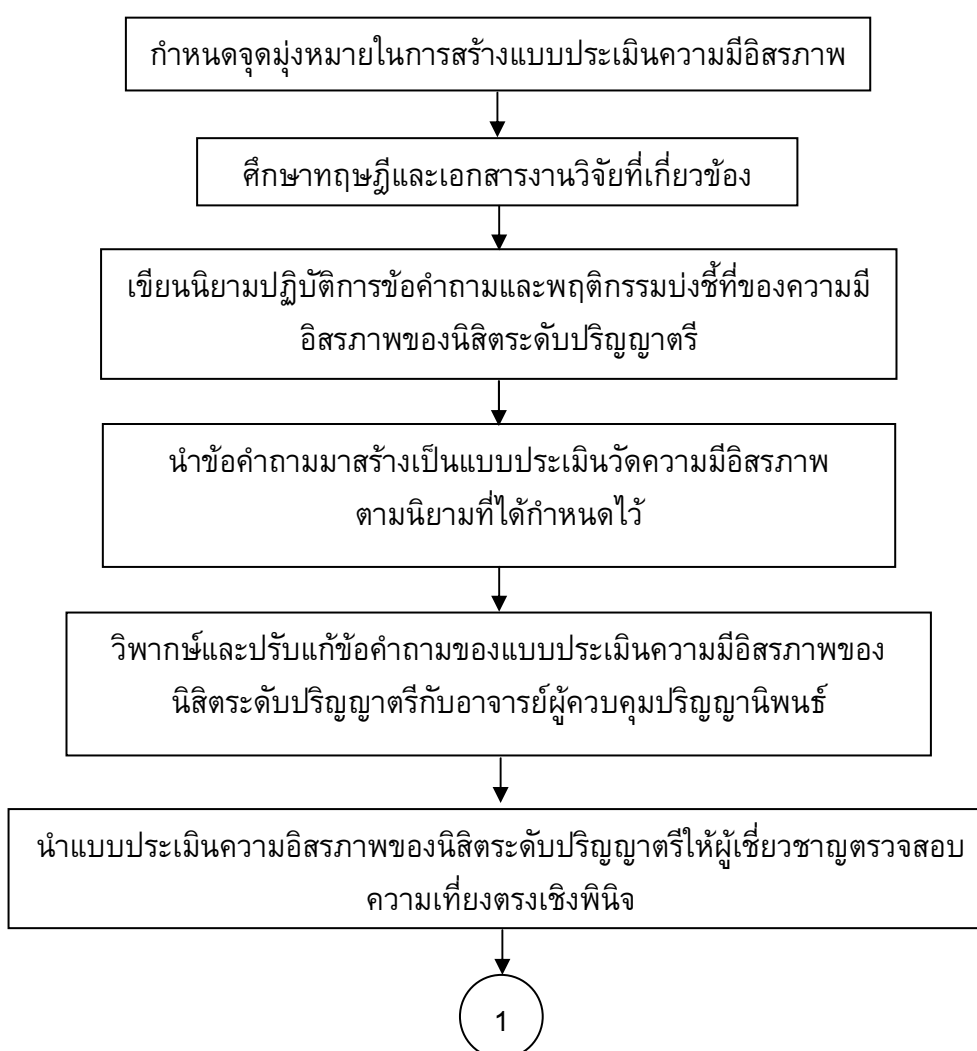 กำหนดจุดมุ่งหมายในการสร้างแบบประเมินความมีอิสรภาพ
ศึกษาทฤษฎีและเอกสารงานวิจัยที่เกี่ยวข้อง
เขียนนิยามปฏิบัติการข้อคำถามและพฤติกรรมบ่งชี้ที่ของความมี
อิสรภาพของนิสิตระดับปริญญาตรี
นำข้อคำถามมาสร้างเป็นแบบประเมินวัดความมีอิสรภาพ
ตามนิยามที่ได้กำหนดไว้
วิพากษ์และปรับแก้ข้อคำถามของแบบประเมินความมีอิสรภาพของ
นิสิตระดับปริญญาตรีกับอาจารย์ผู้ควบคุมปริญญานิพนธ์
นำแบบประเมินความอิสรภาพของนิสิตระดับปริญญาตรีให้ผู้เชี่ยวชาญตรวจสอบ
ความเที่ยงตรงเชิงพินิจ
1